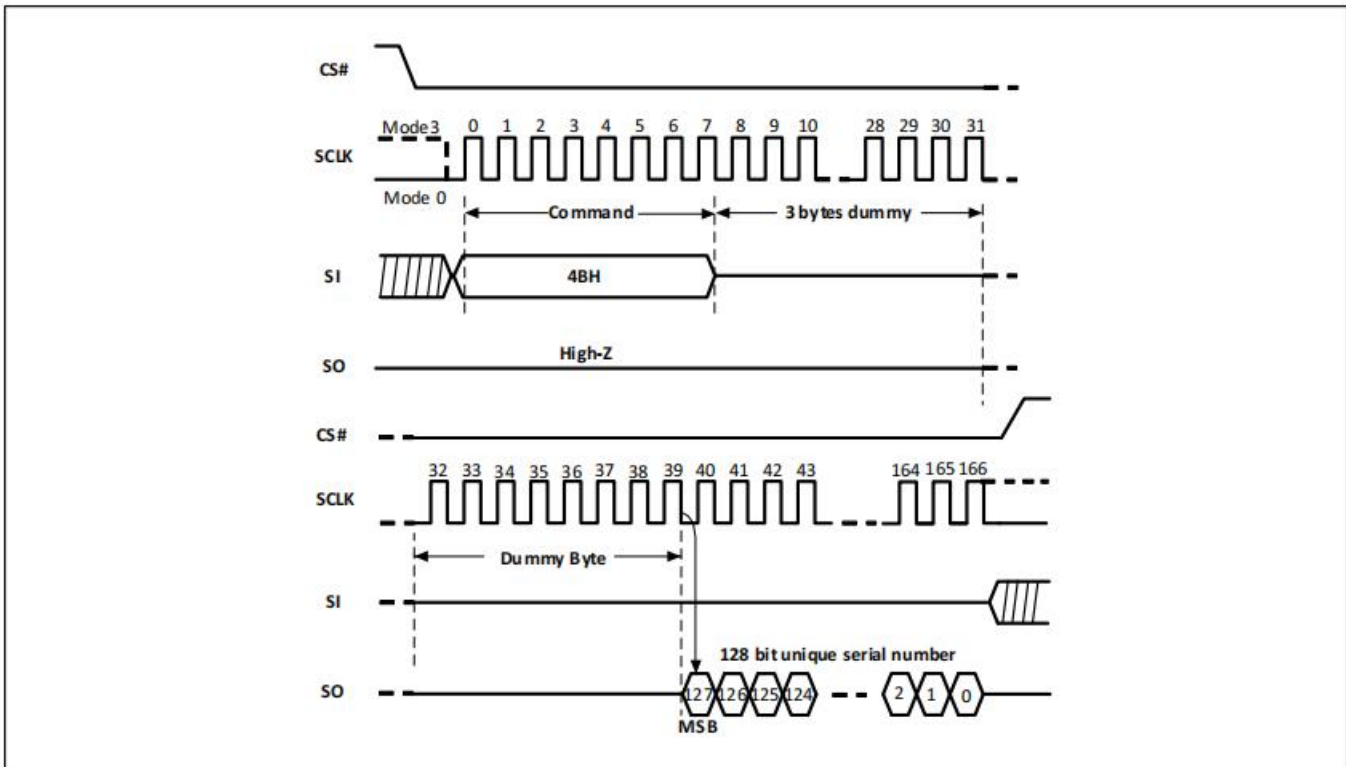 CS#
Mode3 0 1 2 3 4 5 6 7 8 9 10 28 29 30 31
SCLK
Mode 0
Command 3 bytes dummy
SI 4BH
High-Z
SO
CS#
32 33 34 35 36 37 38 39 40 41 42 43 164 165 166
SCLK
Dummy Byte
SI
128 bit unique serial number
SO 127 126 125 124 2 1 0
MSB